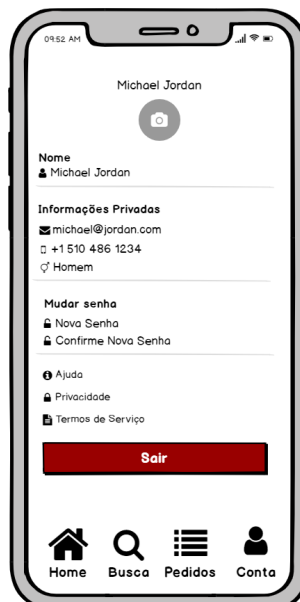 09:52 AM
Michael Jordan
Nome
Michael Jordan
Informações Privadas
michael@jordan.com
+1 510 486 1234
Homem
Mudar senha
Nova Senha
Confirme Nova Senha
Ajuda
Privacidade
Termos de Serviço
Sair
Home Busca Pedidos Conta